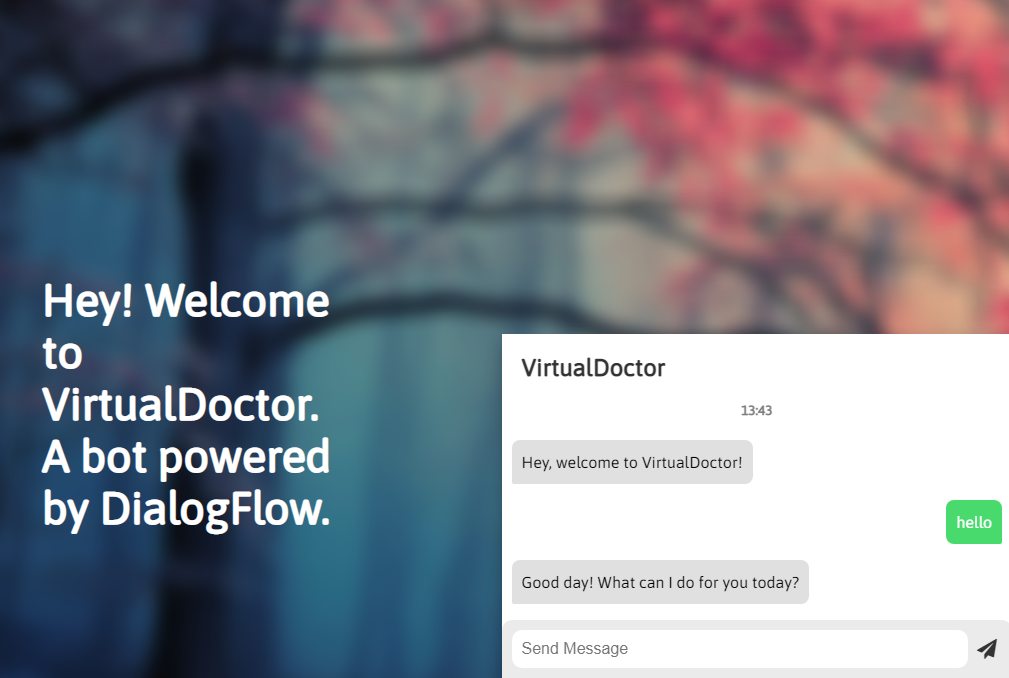 Hey! Welcome
to
VirtualDoctor.
A bot powered
by DialogFlow.
VirtualDoctor
13:43
Hey, welcome to VirtualDoctor!
hello
Good day! What can I do for you today?
Send Message